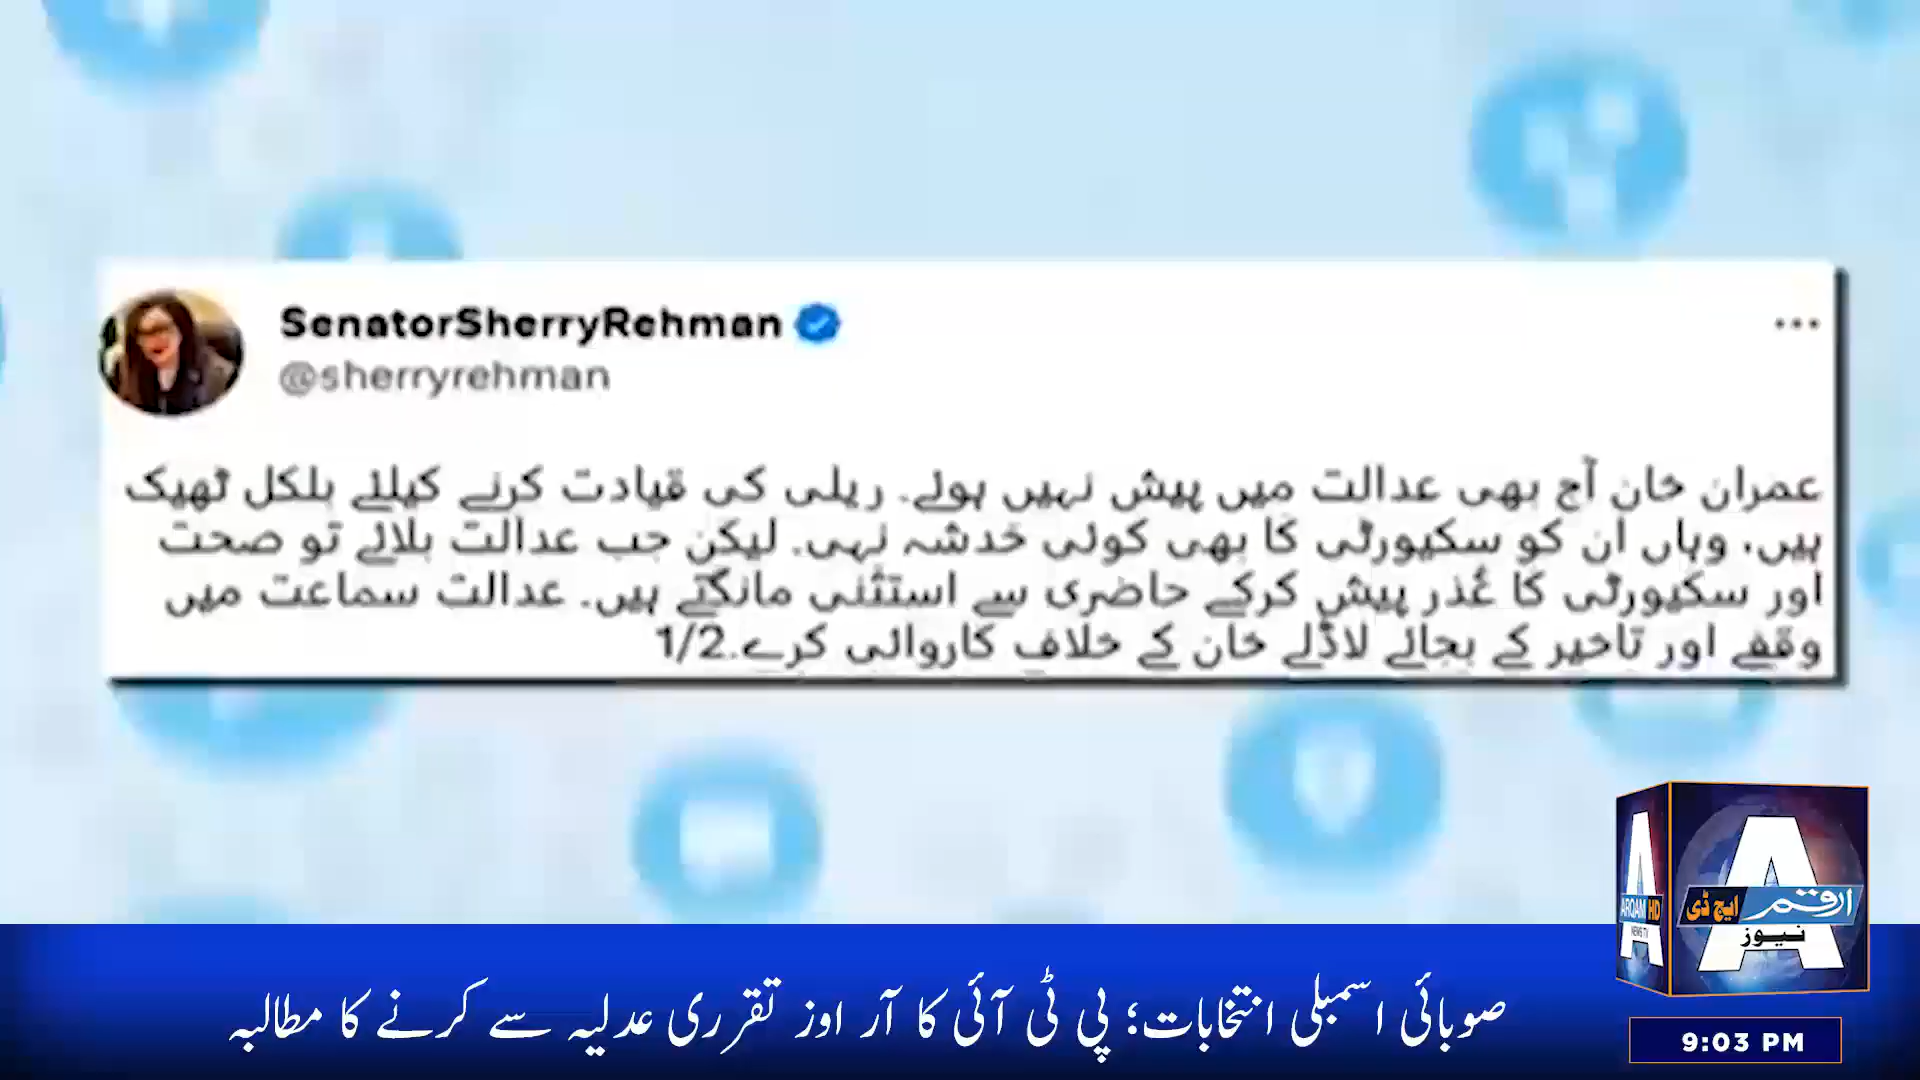 SenatorSherryRehman
@sherryrehman
عمران خان آج بھی عدالت میں پیش نہیں ہوئے۔ ریلی کی قیادت کرنے کیلئے بلکل ٹھیک
ہیں، وہاں ان کو سکیورٹی کا بھی کوئی خدشہ نہی۔ لیکن جب عدالت بلائے تو صحت
اور سکیورٹی کا عُذر پیش کرکے حاضری سے استثنی مانگتے ہیں۔ عدالت سماعت میں
وقفے اور تاخیر کے بجائے لاڈلے خان کے خلاف کاروائی کرے۔1/2
ARQAM HD
NEWS TV
ارقم ایچ ڈی
نیوز
صوبائی اسمبلی انتخابات؛ پی ٹی آئی کا آر اوز تقرری عدلیہ سے کرنے کا مطالبہ
9:03 PM